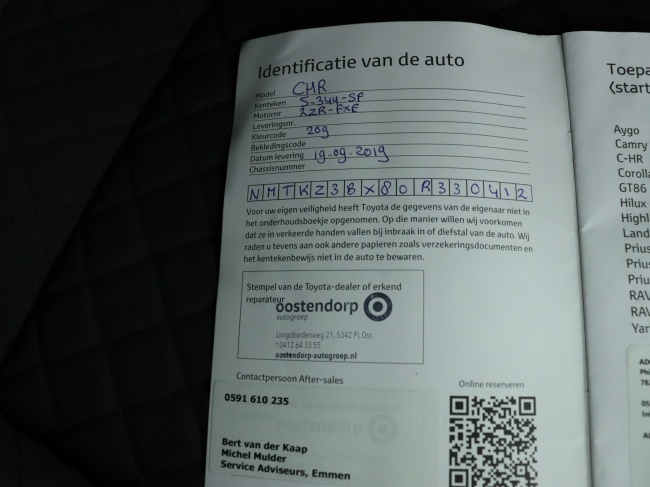 Identificatie van de auto
Model CHR
Kenteken S-344-SP
Motornr 2ZR-FXE
Leveringsnr.
Kleurcode 209
Bekledingscode
Datum levering 19-09-2019
Chassisnummer
NMTKZ3BX80R330412
Voor uw eigen veiligheid heeft Toyota de gegevens van de eigenaar niet in
het onderhoudsboekje opgenomen. Op die manier willen wij voorkomen
dat ze in verkeerde handen vallen bij inbraak in of diefstal van de auto. Wij
raden u tevens aan ook andere papieren zoals verzekeringsdocumenten en
het kentekenbewijs niet in de auto te bewaren.
Stempel van de Toyota-dealer of erkend
reparateur
oostendorp
autogroep
Longobardenweg 21, 5342 PL Oss
T 0412 64 33 55
oostendorp-autogroep.nl
Contactpersoon After-sales
0591 610 235
Bert van der Kaap
Michel Mulder
Service Adviseurs, Emmen
Online reserveren
Toepa
(start
Aygo
Camry
C-HR
Coroll
GT86
Hilux
Highl
Land
Prius
Prius
Priu
RAV
RAV
Yar